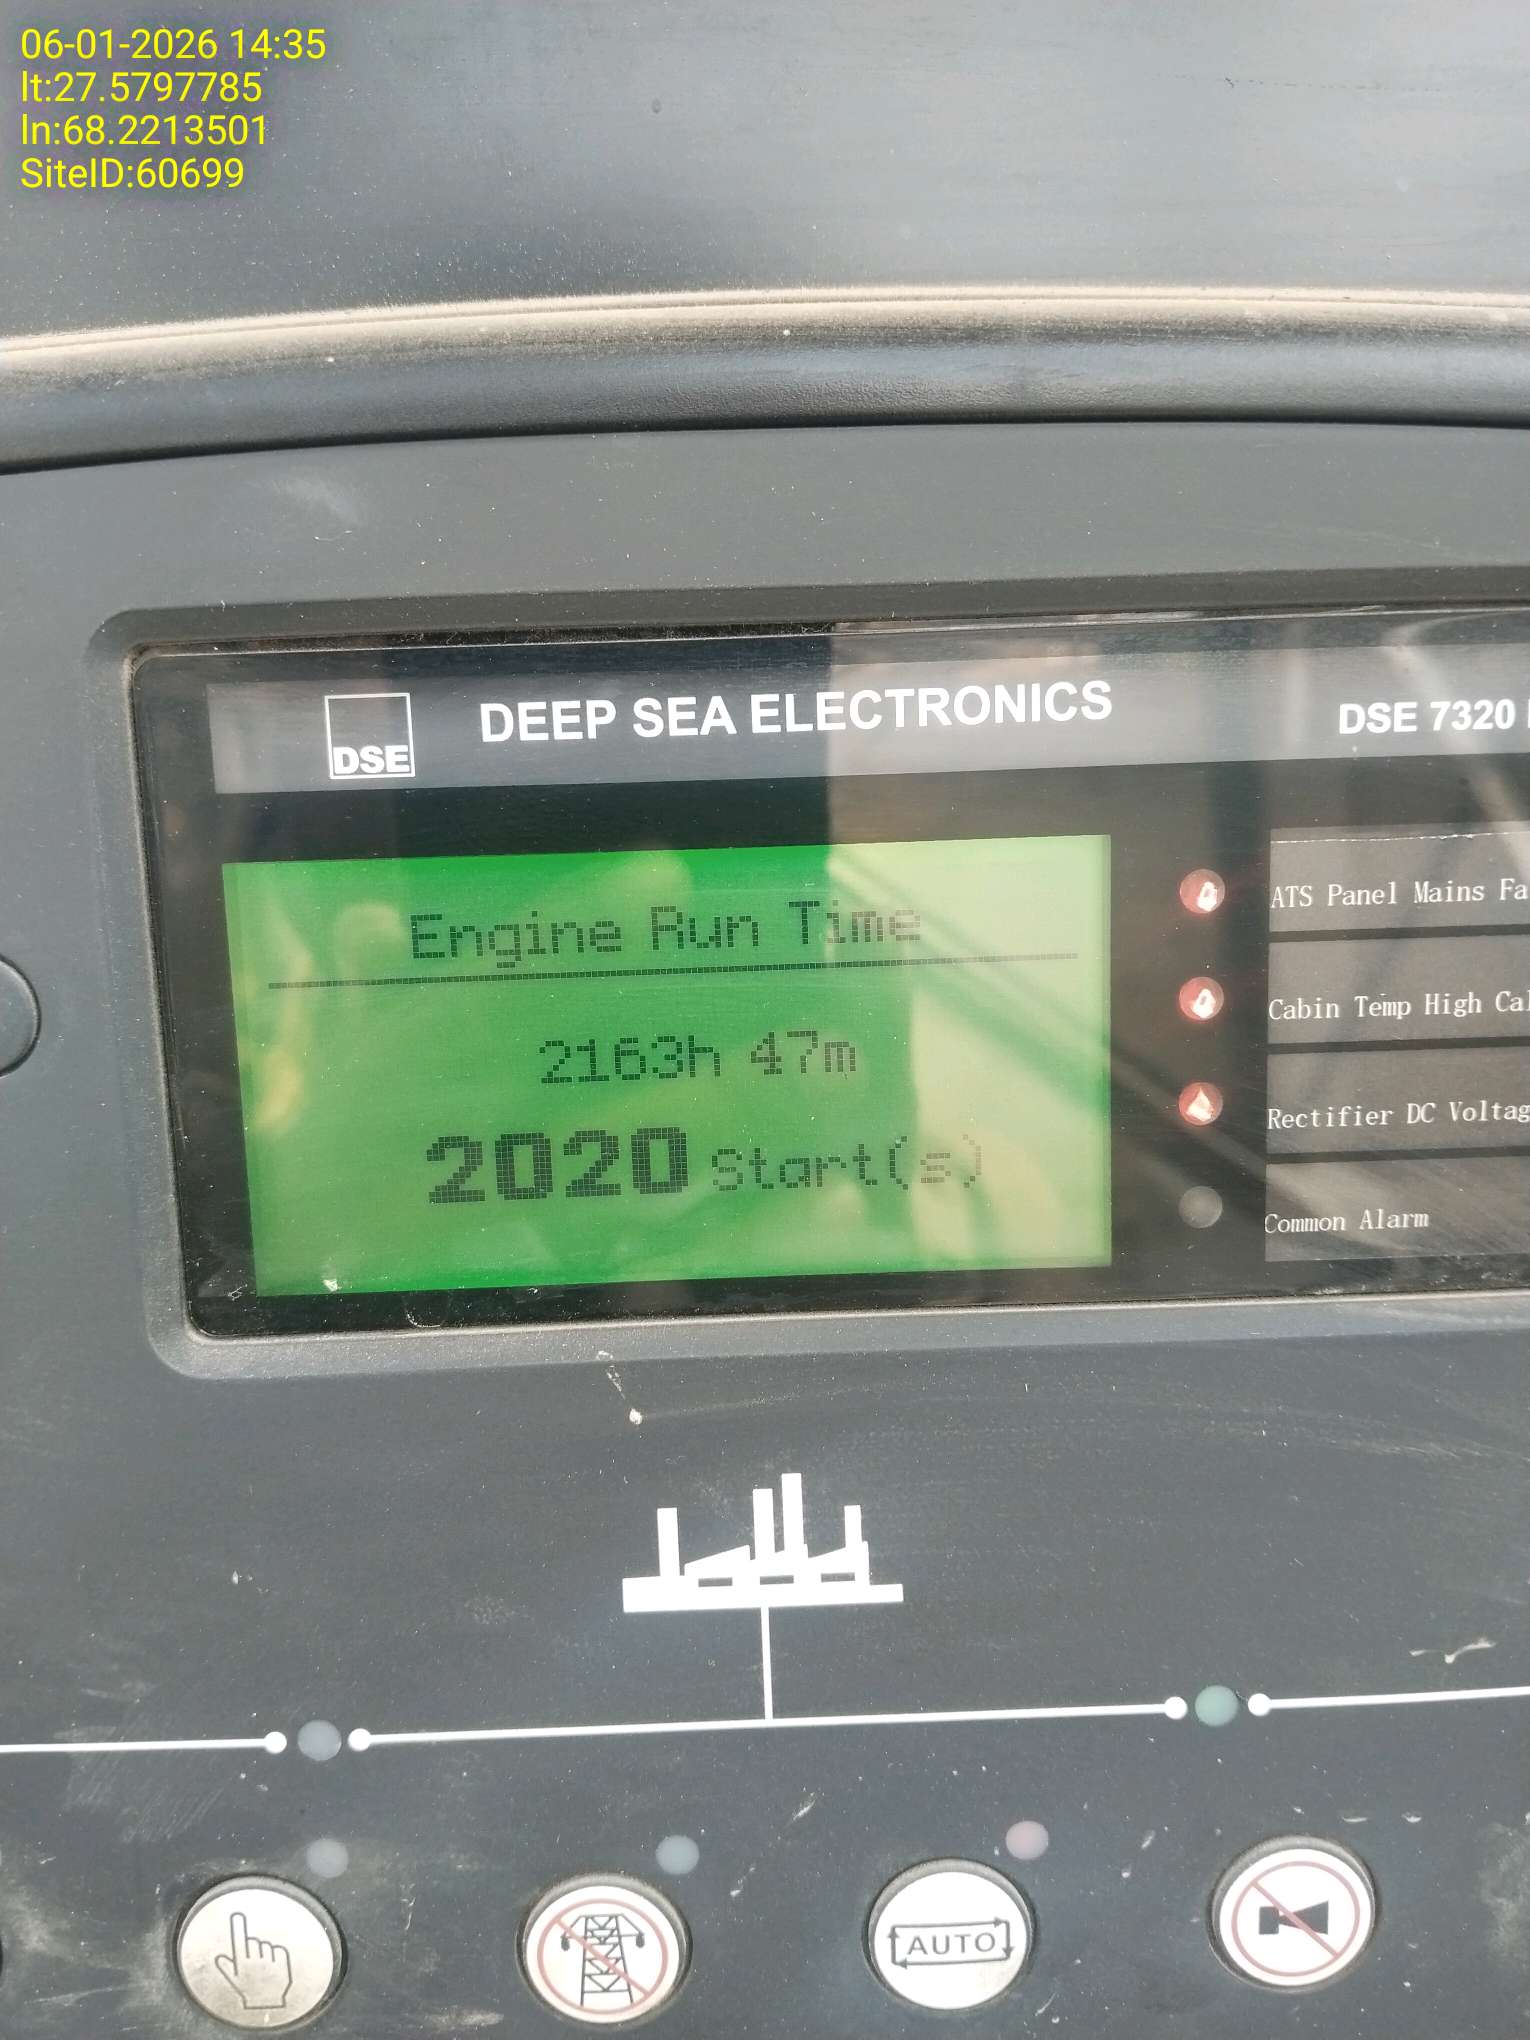 06-01-2026 14:35
lt:27.5797785
ln:68.2213501
SiteID:60699
DSE
DEEP SEA ELECTRONICS
DSE 7320
Engine Run Time
2163h 47m
2020 Start(s)
ATS Panel Mains Fa
Cabin Temp High Cal
Rectifier DC Voltag
Common Alarm
AUTO